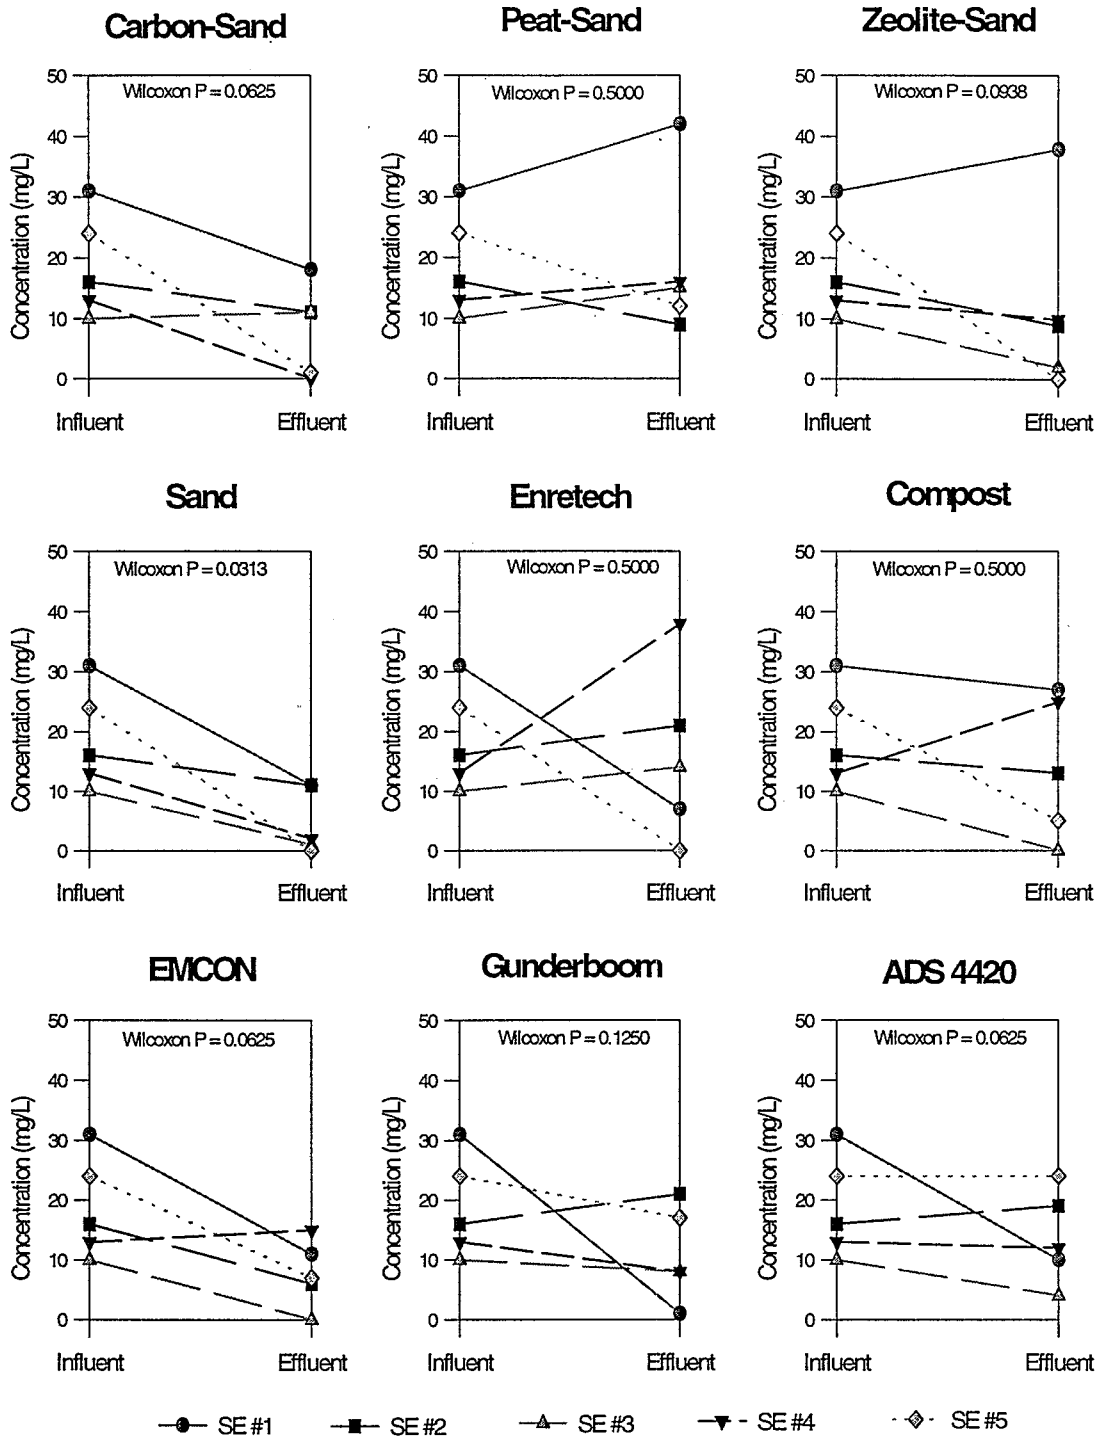 Carbon-Sand
Peat-Sand
Zeolite-Sand
Wilcoxon P = 0.0625
Wilcoxon P = 0.5000
Wilcoxon P = 0.0938
Concentration (mg/L)
50
40
30
20
10
0
Influent
Effluent
Concentration (mg/L)
50
40
30
20
10
0
Influent
Effluent
Concentration (mg/L)
50
40
30
20
10
0
Influent
Effluent
Sand
Enretech
Compost
Wilcoxon P = 0.0313
Wilcoxon P = 0.5000
Wilcoxon P = 0.5000
Concentration (mg/L)
50
40
30
20
10
0
Influent
Effluent
Concentration (mg/L)
50
40
30
20
10
0
Influent
Effluent
Concentration (mg/L)
50
40
30
20
10
0
Influent
Effluent
EMCON
Gunderboom
ADS 4420
Wilcoxon P = 0.0625
Wilcoxon P = 0.1250
Wilcoxon P = 0.0625
Concentration (mg/L)
50
40
30
20
10
0
Influent
Effluent
Concentration (mg/L)
50
40
30
20
10
0
Influent
Effluent
Concentration (mg/L)
50
40
30
20
10
0
Influent
Effluent
SE #1 SE #2 SE #3 SE #4 SE #5